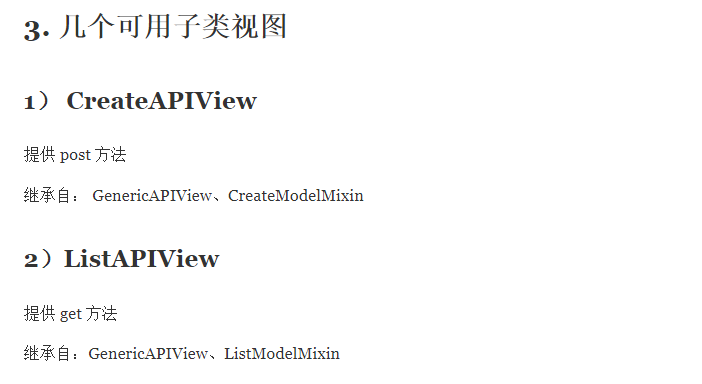 3. 几个可用子类视图
1） CreateAPIView
提供 post 方法
继承自： GenericAPIView、CreateModelMixin
2）ListAPIView
提供 get 方法
继承自：GenericAPIView、ListModelMixin